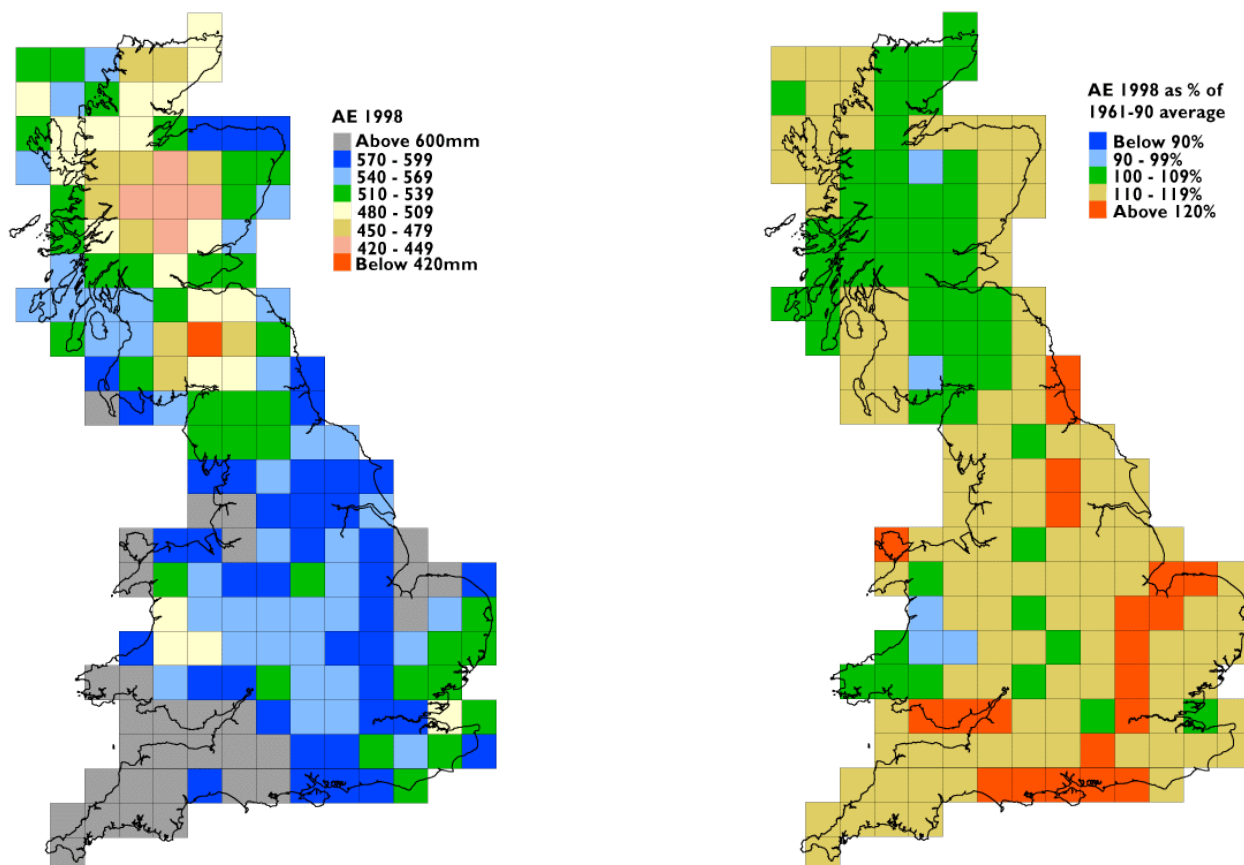 AE 1998
Above 600mm
570 - 599
540 - 569
510 - 539
480 - 509
450 - 479
420 - 449
Below 420mm
AE 1998 as % of
1961-90 average
Below 90%
90 - 99%
100 - 109%
110 - 119%
Above 120%